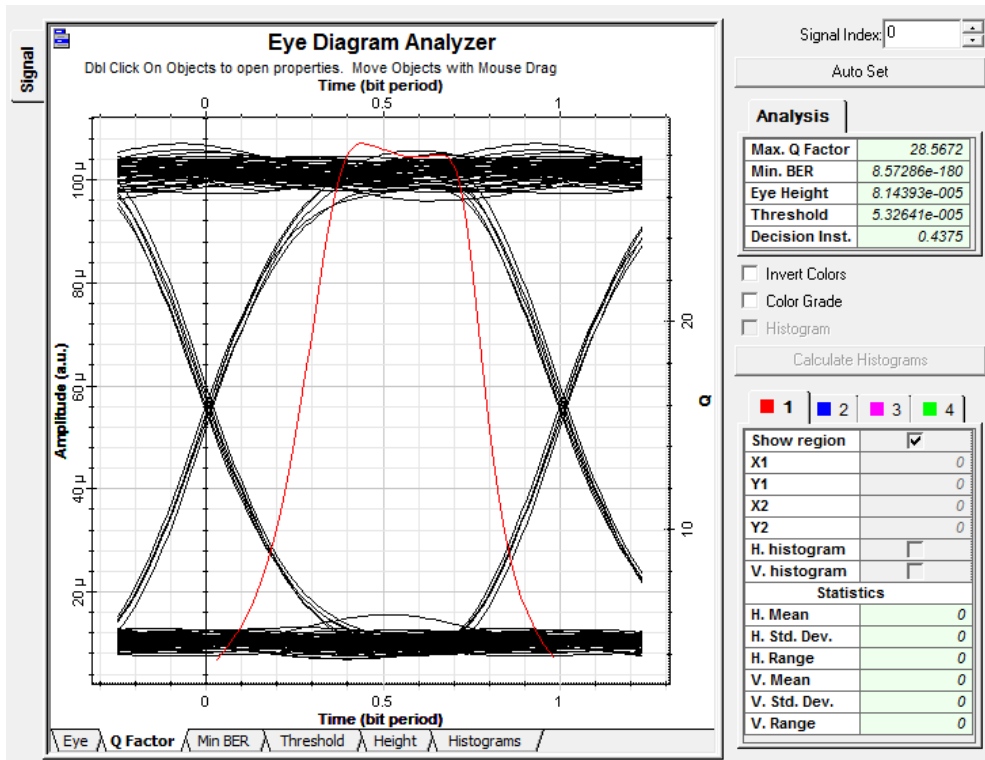 Signal
Eye Diagram Analyzer
Dbl Click On Objects to open properties. Move Objects with Mouse Drag
Time (bit period)
0 0.5 1
Amplitude (a.u.)
100 µ
80 µ
60 µ
40 µ
20 µ
Q
20
10
0 0.5 1
Time (bit period)
Eye Q Factor Min BER Threshold Height Histograms
Signal Index: 0
Auto Set
Analysis
Max. Q Factor 28.5672
Min. BER 8.57286e-180
Eye Height 8.14393e-005
Threshold 5.32641e-005
Decision Inst. 0.4375
Invert Colors
Color Grade
Histogram
Calculate Histograms
1 2 3 4
Show region
X1 0
Y1 0
X2 0
Y2 0
H. histogram
V. histogram
Statistics
H. Mean 0
H. Std. Dev. 0
H. Range 0
V. Mean 0
V. Std. Dev. 0
V. Range 0